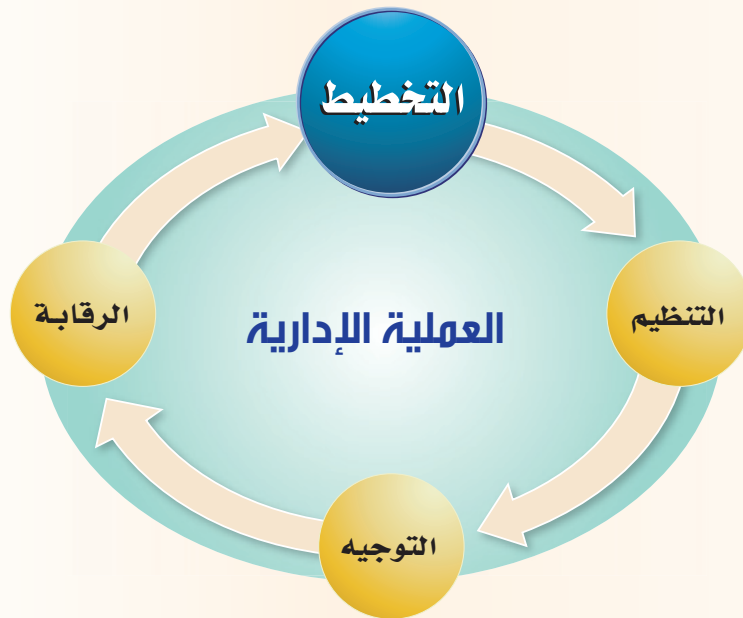 التخطيط
التنظيم
العملية الإدارية
الرقابة
التوجيه